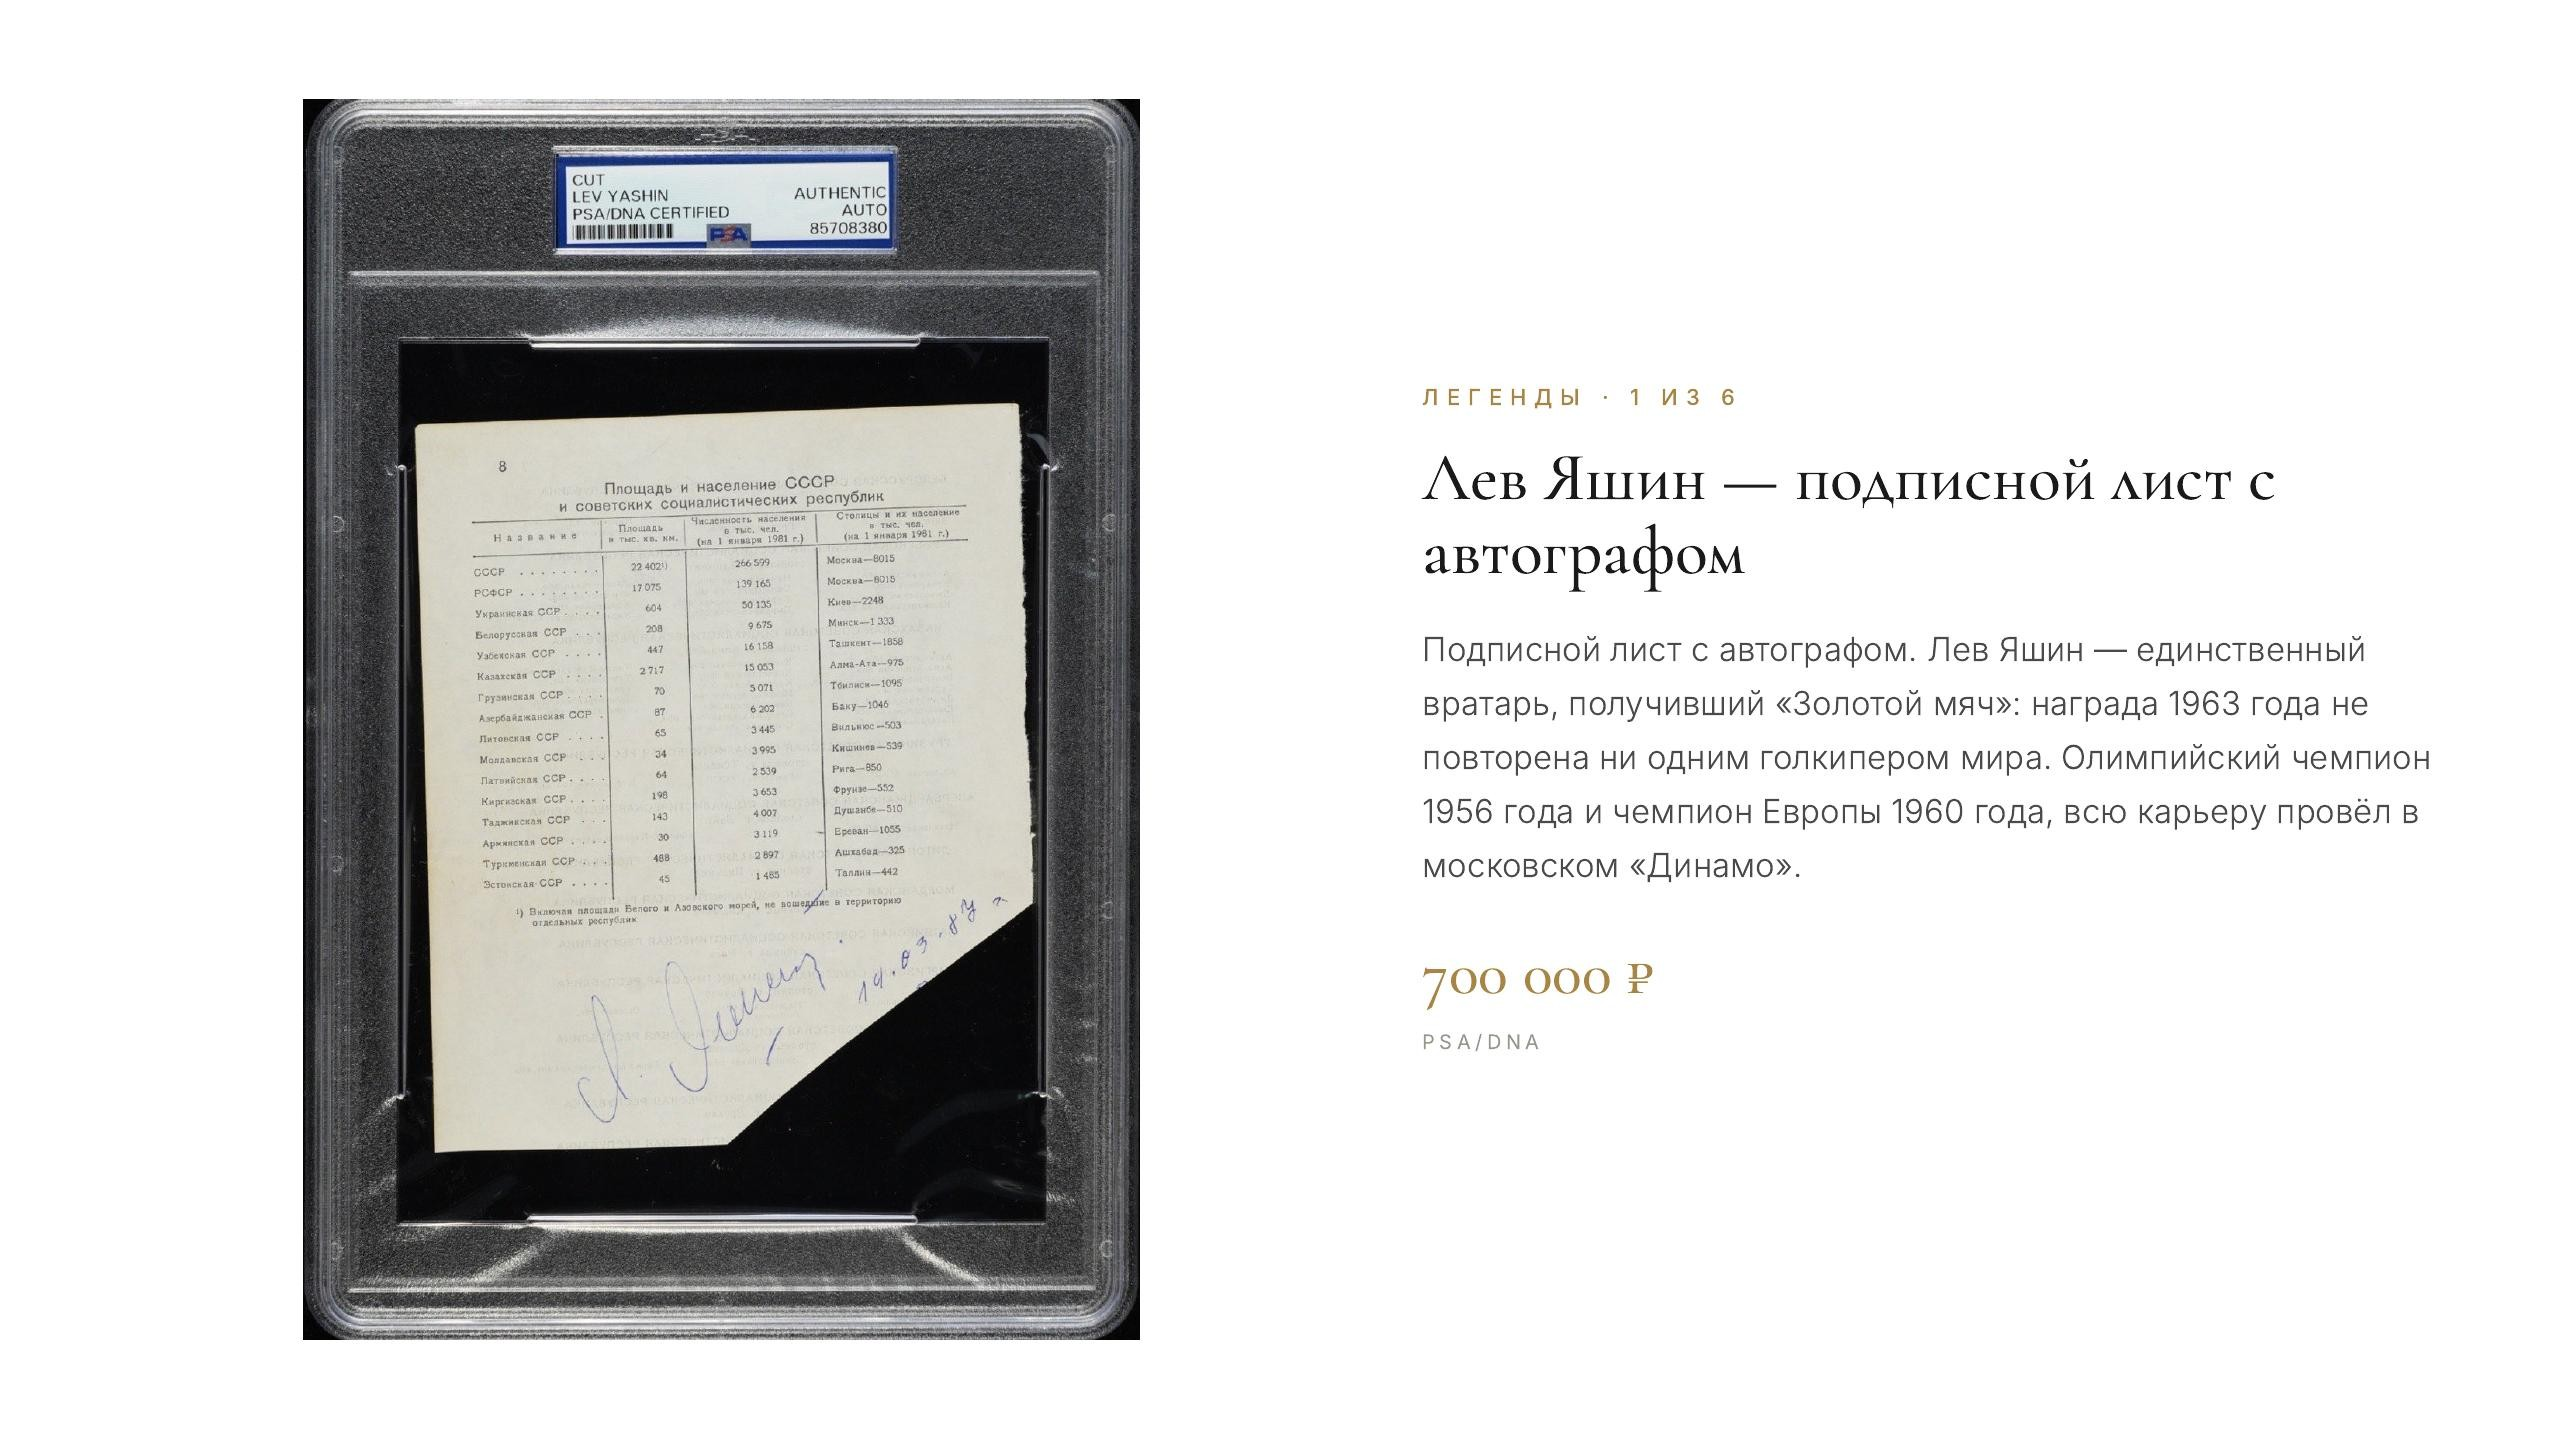 CUT
LEV YASHIN
PSA/DNA CERTIFIED
AUTHENTIC
AUTO
85708380
PSA
8
Площадь и население СССР
и советских социалистических республик
Название Площадь в тыс. кв. км. Численность населения в тыс. чел. (на 1 января 1981 г.) Столицы и их население в тыс. чел. (на 1 января 1981 г.)
СССР . . . . . . . . 22 402¹) 266 599 Москва—8015
РСФСР . . . . . . . . 17 075 139 165 Москва—8015
Украинская ССР . . . . 604 50 135 Киев—2248
Белорусская ССР . . . 208 9 675 Минск—1 333
Узбекская ССР . . . . 447 16 158 Ташкент—1858
Казахская ССР . . . . 2 717 15 053 Алма-Ата—975
Грузинская ССР . . . . 70 5 071 Тбилиси—1095
Азербайджанская ССР . 87 6 202 Баку—1046
Литовская ССР . . . . 65 3 445 Вильнюс—503
Молдавская ССР . . . 34 3 995 Кишинев—539
Латвийская ССР . . . . 64 2 539 Рига—850
Киргизская ССР . . . . 198 3 653 Фрунзе—552
Таджикская ССР . . . 143 4 007 Душанбе—510
Армянская ССР . . . . 30 3 119 Ереван—1055
Туркменская ССР . . . 488 2 897 Ашхабад—325
Эстонская ССР . . . . 45 1 485 Таллин—442
¹) Включая площади Белого и Азовского морей, не вошедшие в территорию
отдельных республик
Л. Яшин
ЛЕГЕНДЫ · 1 ИЗ 6
Лев Яшин — подписной лист с
автографом
Подписной лист с автографом. Лев Яшин — единственный
вратарь, получивший «Золотой мяч»: награда 1963 года не
повторена ни одним голкипером мира. Олимпийский чемпион
1956 года и чемпион Европы 1960 года, всю карьеру провёл в
московском «Динамо».
700 000 ₽
PSA/DNA